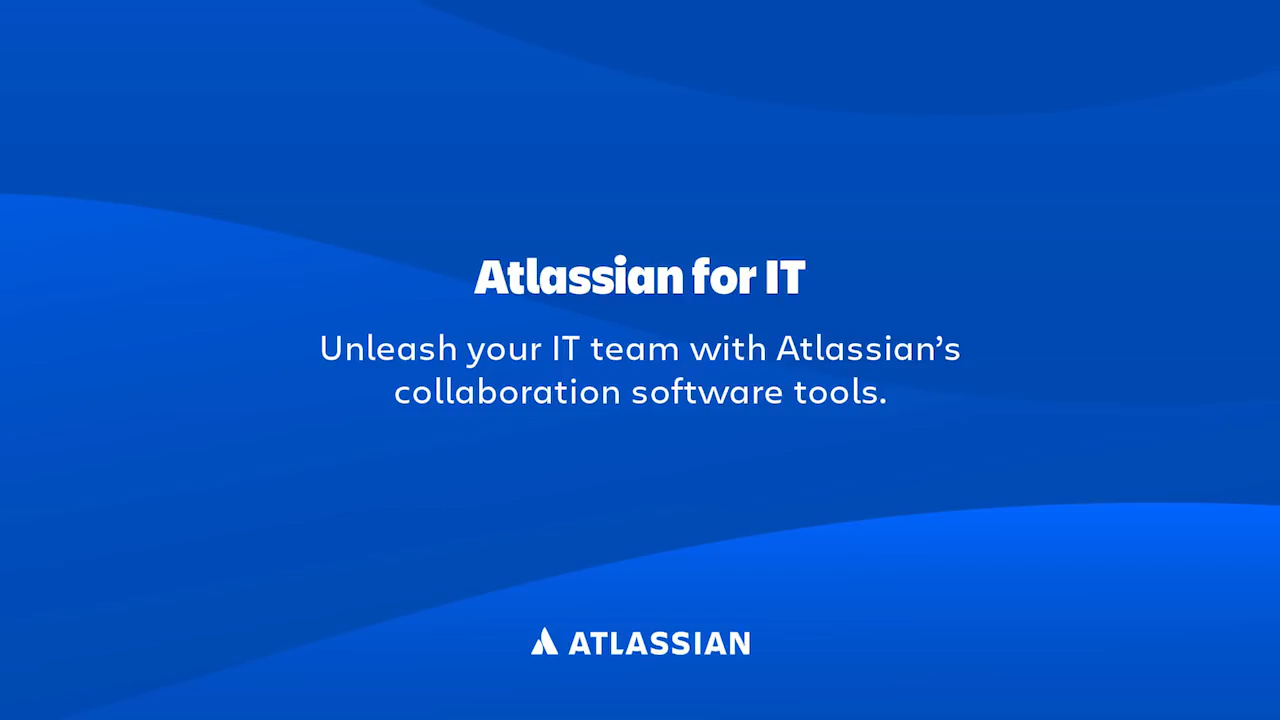 Atlassian for IT
Unleash your IT team with Atlassian’s
collaboration software tools.
ATLASSIAN